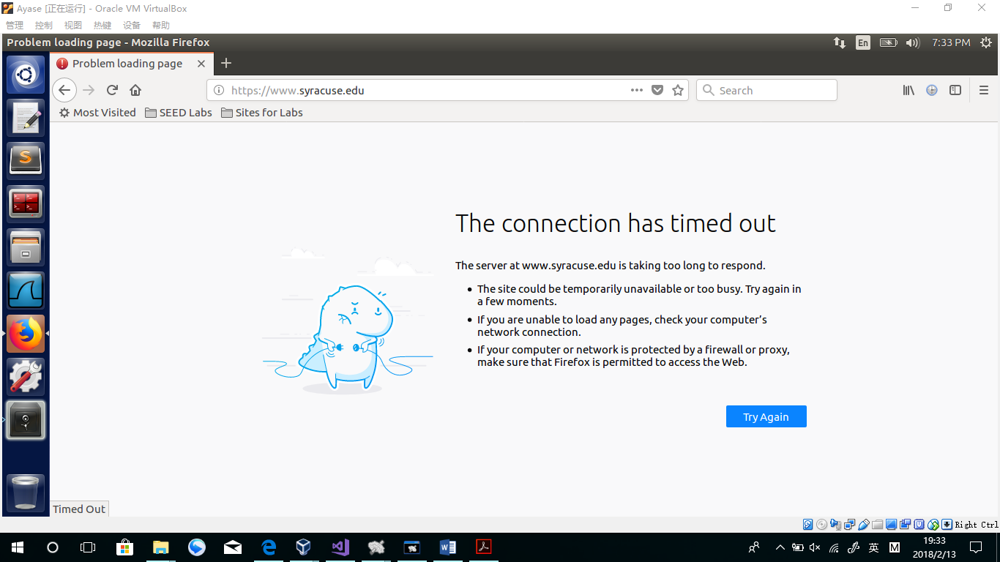 Ayase [正在运行] - Oracle VM VirtualBox
管理 控制 视图 热键 设备 帮助
Problem loading page - Mozilla Firefox
En 7:33 PM
Problem loading page
https://www.syracuse.edu
Search
Most Visited SEED Labs Sites for Labs
The connection has timed out
The server at www.syracuse.edu is taking too long to respond.
The site could be temporarily unavailable or too busy. Try again in
a few moments.
If you are unable to load any pages, check your computer’s
network connection.
If your computer or network is protected by a firewall or proxy,
make sure that Firefox is permitted to access the Web.
Try Again
Timed Out
Right Ctrl
英 M
19:33
2018/2/13